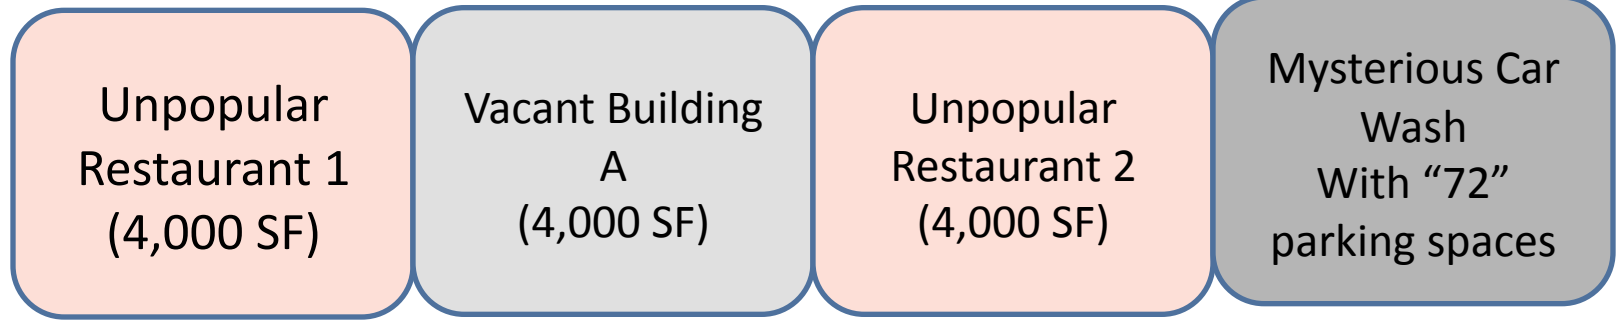 Unpopular
Restaurant 1
(4,000 SF)
Vacant Building
A
(4,000 SF)
Unpopular
Restaurant 2
(4,000 SF)
Mysterious Car
Wash
With “72”
parking spaces